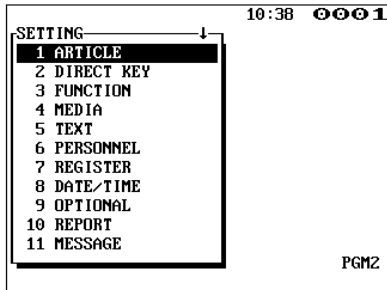 10:38 0001
SETTING ↓
1 ARTICLE
2 DIRECT KEY
3 FUNCTION
4 MEDIA
5 TEXT
6 PERSONNEL
7 REGISTER
8 DATE/TIME
9 OPTIONAL
10 REPORT
11 MESSAGE
PGM2